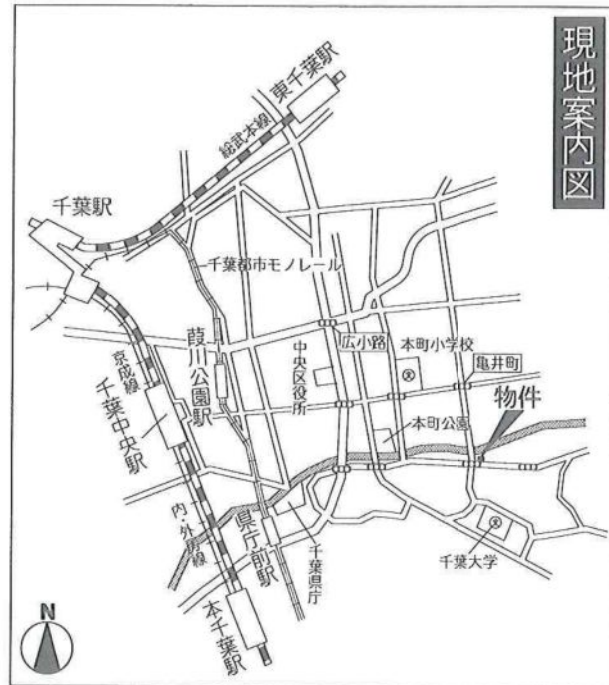 現地案内図
東千葉駅
総武本線
千葉駅
千葉都市モノレール
葭川公園駅
京成線
千葉中央駅
中央区役所
広小路
本町小学校
亀井町
物件
本町公園
内・外房線
県庁前駅
千葉県庁
千葉大学
本千葉駅
N